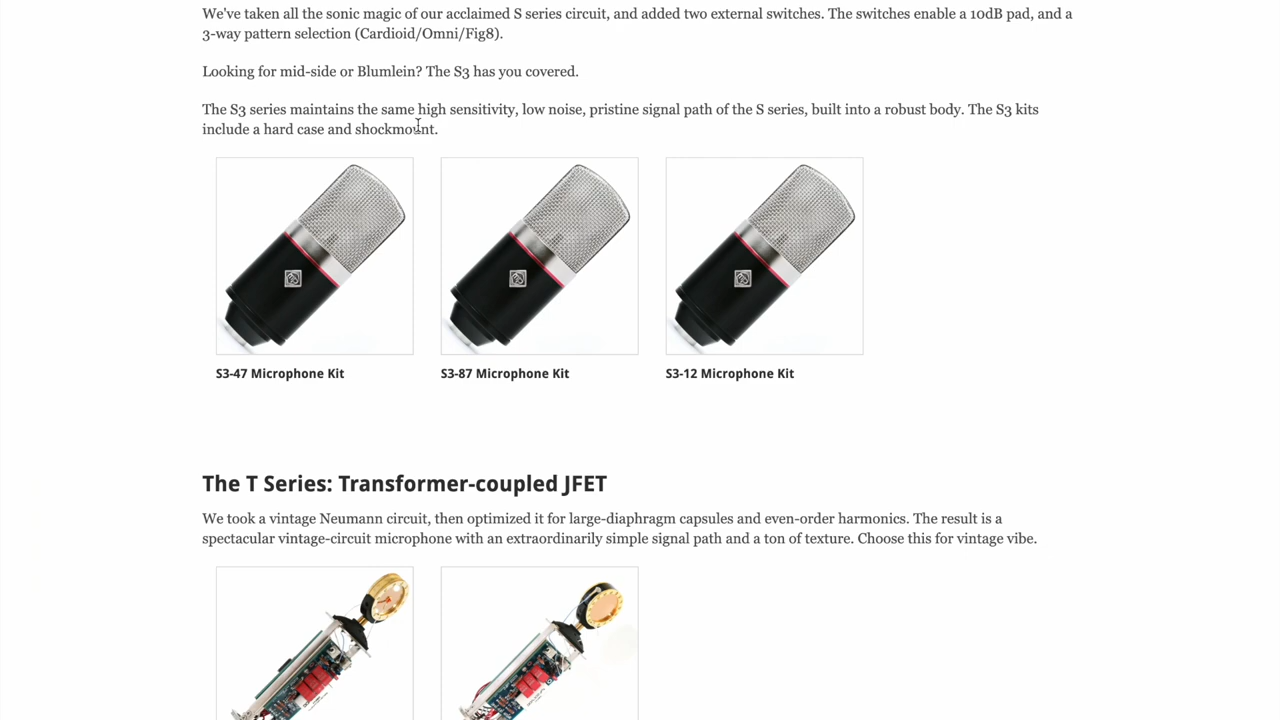 We've taken all the sonic magic of our acclaimed S series circuit, and added two external switches. The switches enable a 10dB pad, and a
3-way pattern selection (Cardioid/Omni/Fig8).
Looking for mid-side or Blumlein? The S3 has you covered.
The S3 series maintains the same high sensitivity, low noise, pristine signal path of the S series, built into a robust body. The S3 kits
include a hard case and shockmount.
S3-47 Microphone Kit
S3-87 Microphone Kit
S3-12 Microphone Kit
The T Series: Transformer-coupled JFET
We took a vintage Neumann circuit, then optimized it for large-diaphragm capsules and even-order harmonics. The result is a
spectacular vintage-circuit microphone with an extraordinarily simple signal path and a ton of texture. Choose this for vintage vibe.